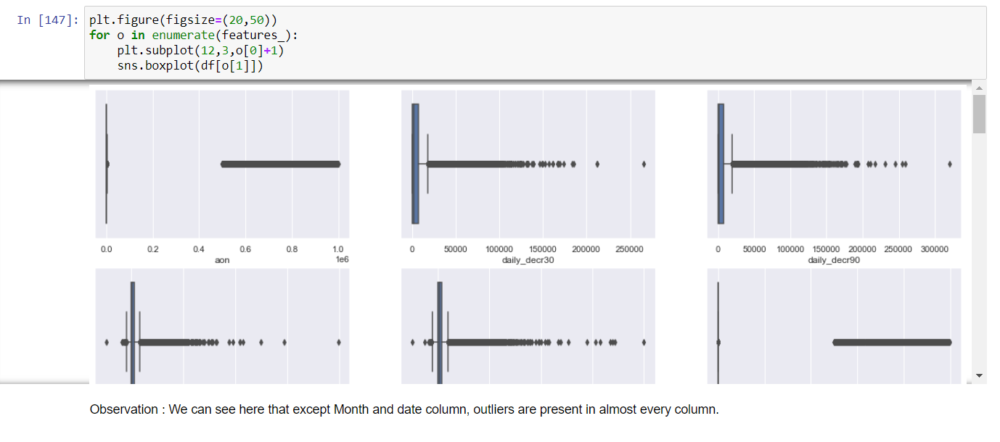 In [147]: plt.figure(figsize=(20,50))
for o in enumerate(features_):
    plt.subplot(12,3,o[0]+1)
    sns.boxplot(df[o[1]])
0.0 0.2 0.4 0.6 0.8 1.0
aon 1e6
0 50000 100000 150000 200000 250000
daily_decr30
0 50000 100000 150000 200000 250000 300000
daily_decr90
Observation : We can see here that except Month and date column, outliers are present in almost every column.